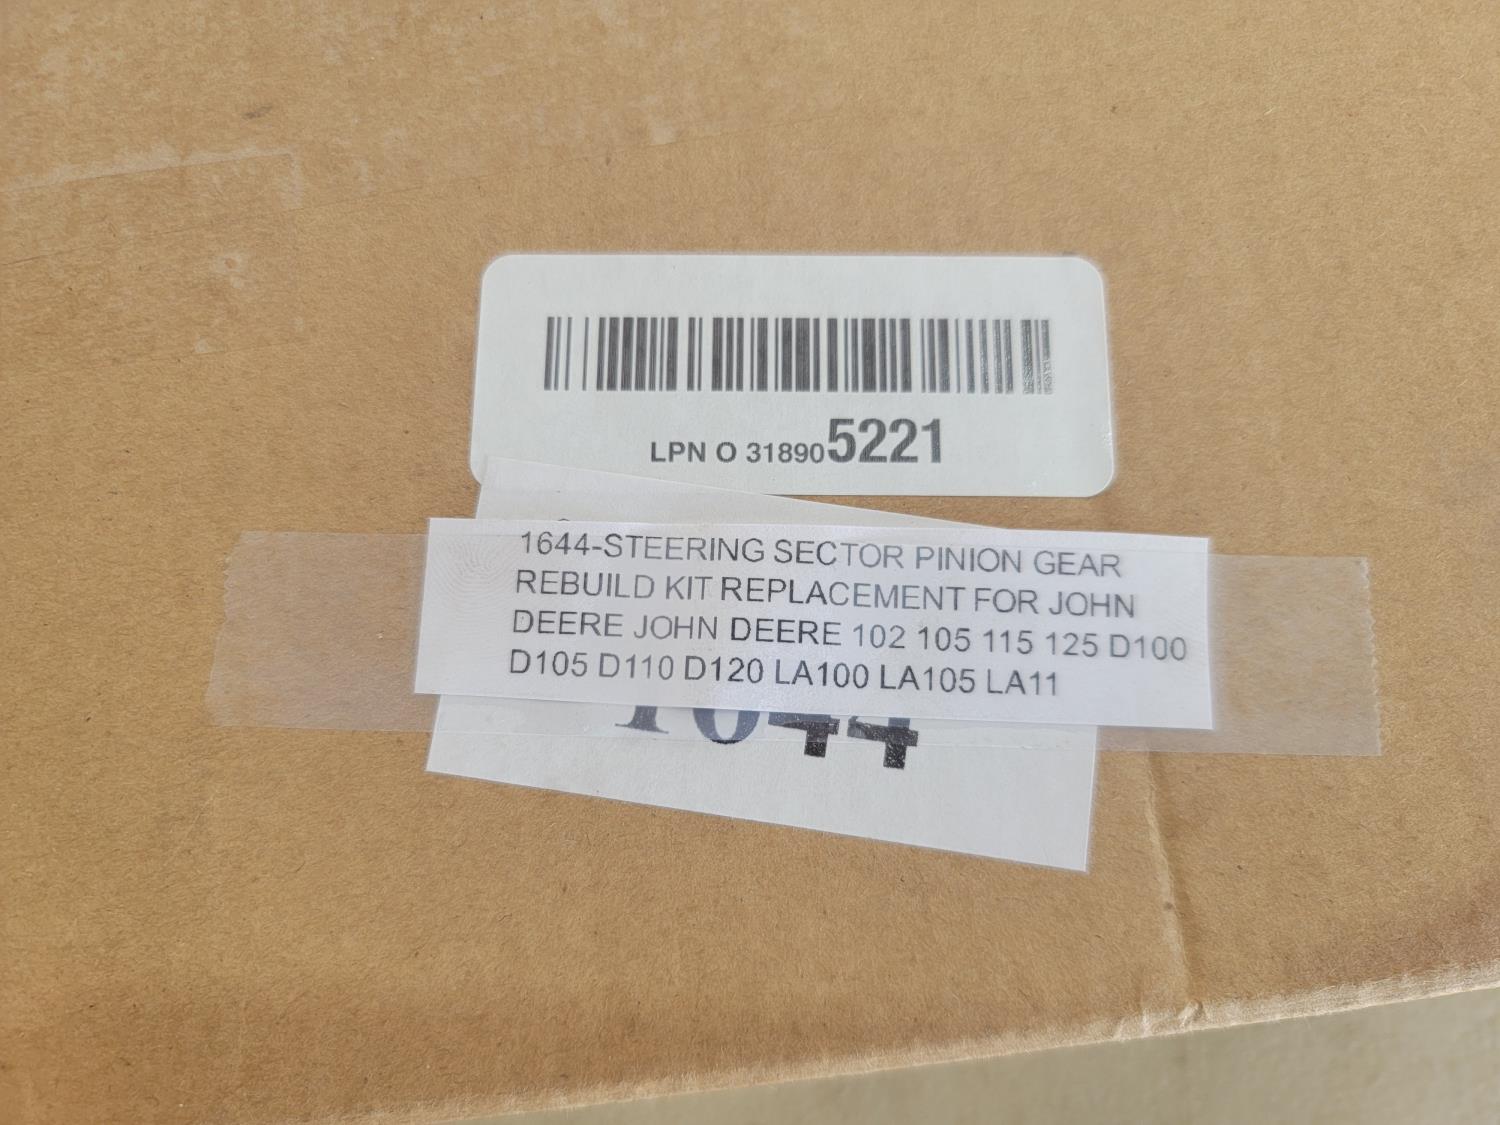 LPN O 318905221
1644-STEERING SECTOR PINION GEAR
REBUILD KIT REPLACEMENT FOR JOHN
DEERE JOHN DEERE 102 105 115 125 D100
D105 D110 D120 LA100 LA105 LA11
1644